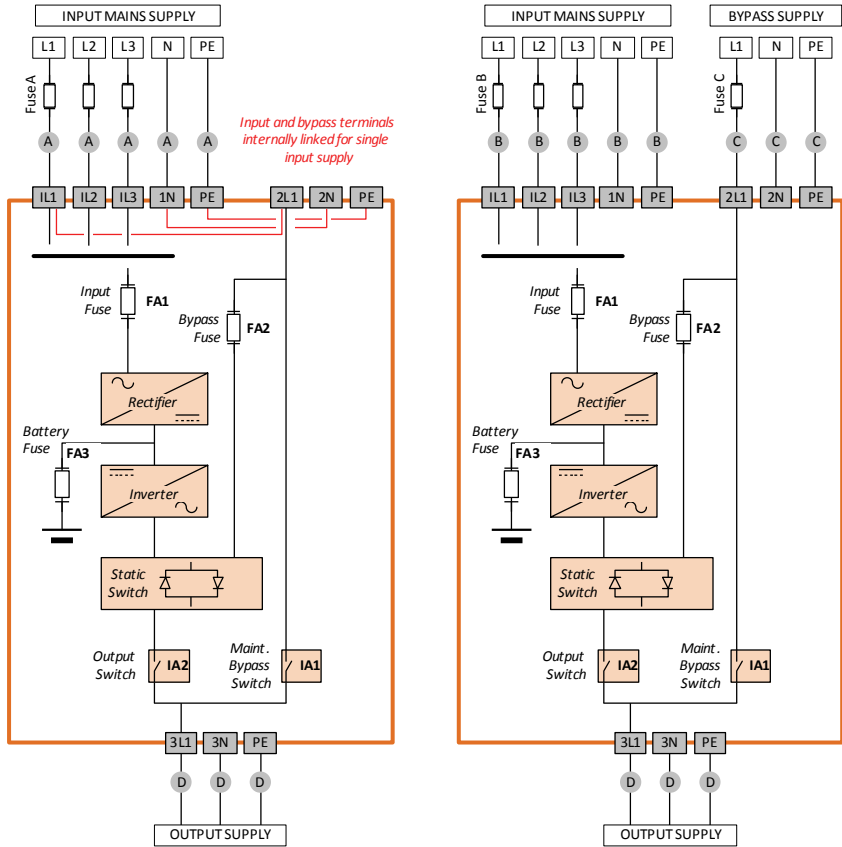 INPUT MAINS SUPPLY
L1 L2 L3 N PE
Fuse A
A A A A A
Input and bypass terminals
internally linked for single
input supply
IL1 IL2 IL3 1N PE 2L1 2N PE
Input
Fuse
FA1
Bypass
Fuse
FA2
Rectifier
Battery
Fuse
FA3
Inverter
Static
Switch
Output
Switch
IA2
Maint.
Bypass
Switch
IA1
3L1 3N PE
D D D
OUTPUT SUPPLY
INPUT MAINS SUPPLY
BYPASS SUPPLY
L1 L2 L3 N PE
L1 N PE
Fuse B
Fuse C
B B B B B
C C C
IL1 IL2 IL3 1N PE
2L1 2N PE
Input
Fuse
FA1
Bypass
Fuse
FA2
Rectifier
Battery
Fuse
FA3
Inverter
Static
Switch
Output
Switch
IA2
Maint.
Bypass
Switch
IA1
3L1 3N PE
D D D
OUTPUT SUPPLY